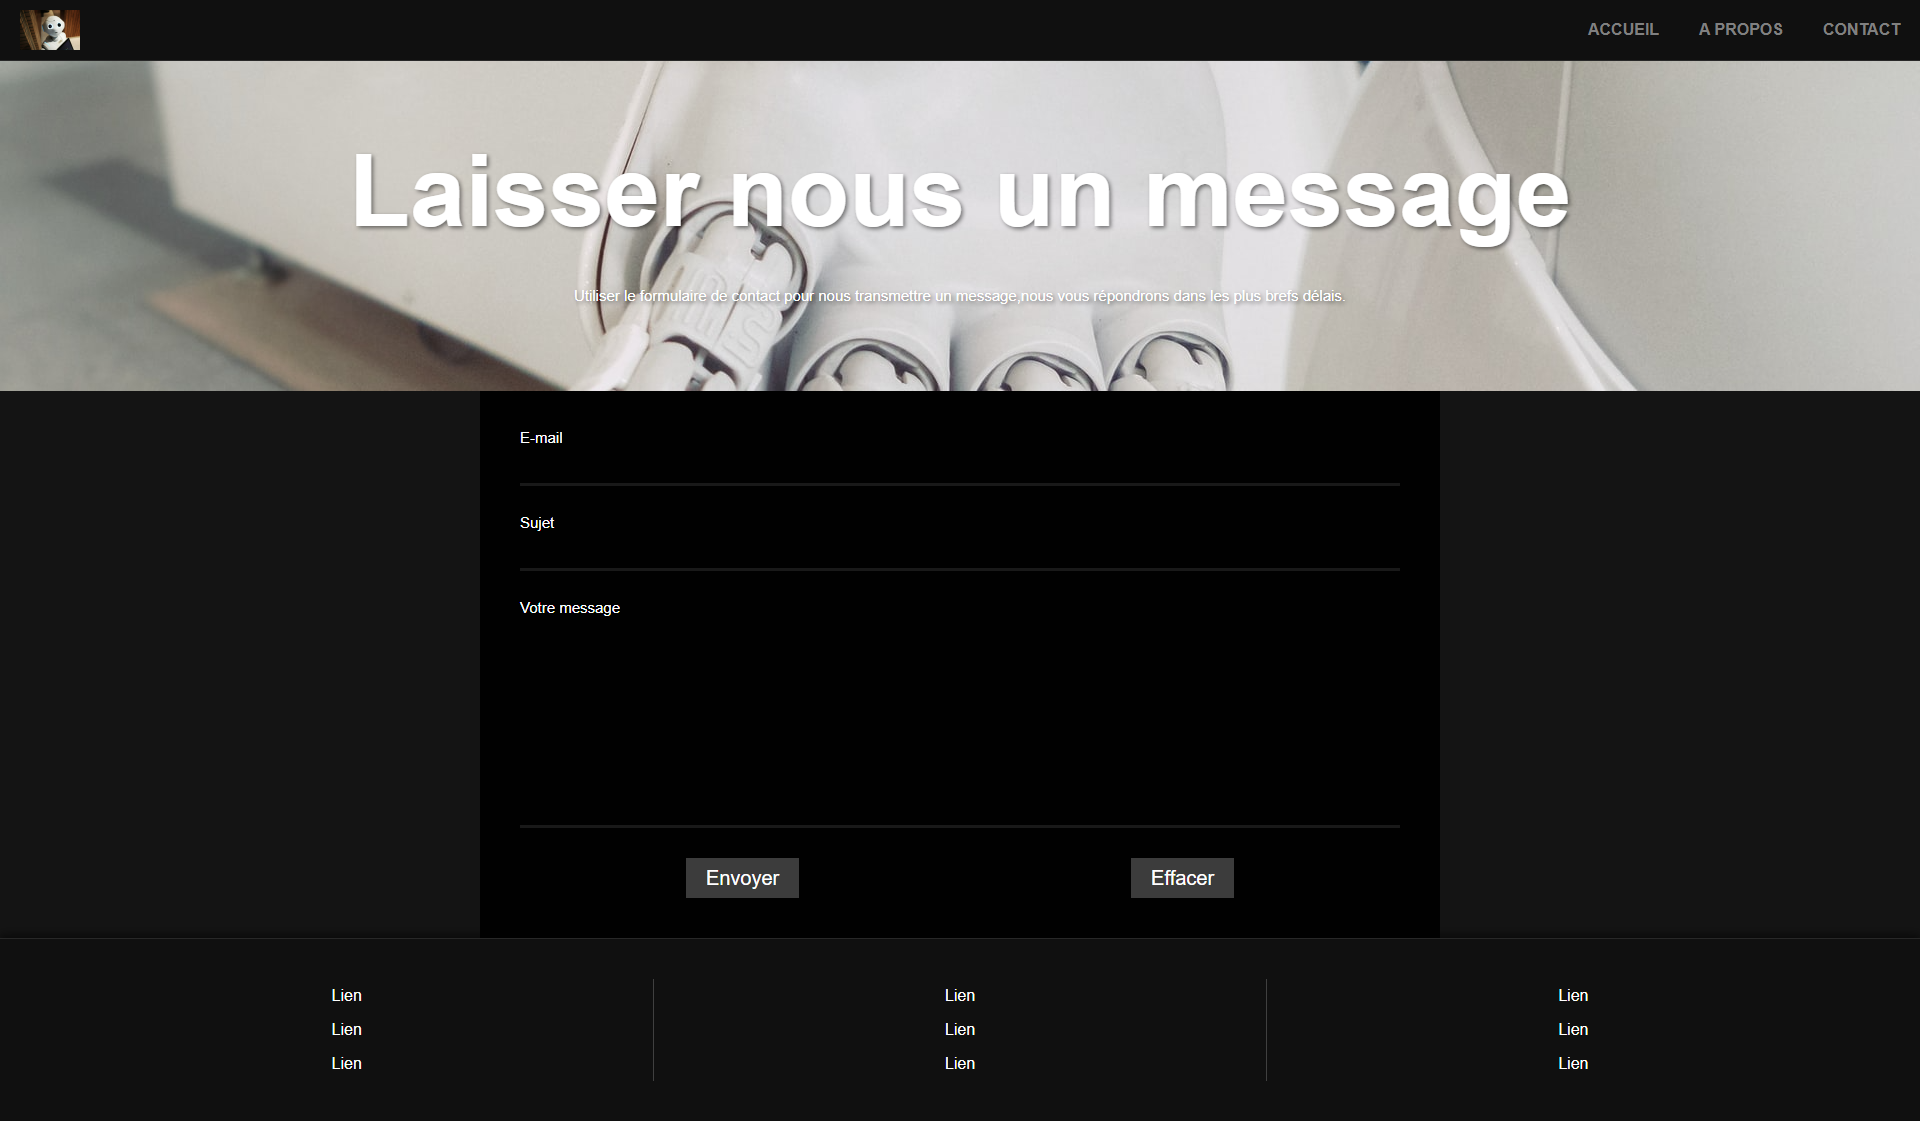 ACCUEIL A PROPOS CONTACT
Laisser nous un message
Utiliser le formulaire de contact pour nous transmettre un message,nous vous répondrons dans les plus brefs délais.
E-mail
Sujet
Votre message
Envoyer Effacer
Lien Lien Lien
Lien Lien Lien
Lien Lien Lien